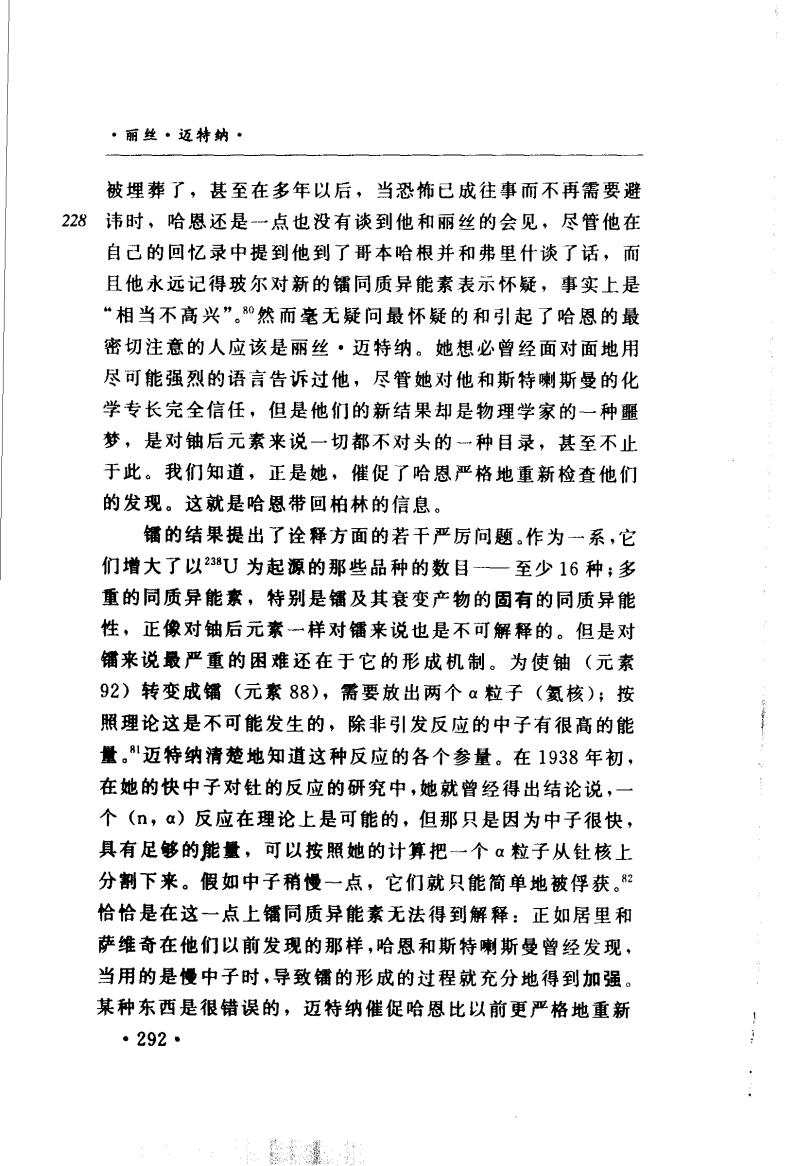 ·丽丝·迈特纳·
被埋葬了，甚至在多年以后，当恐怖已成往事而不再需要避
228 讳时，哈恩还是一点也没有谈到他和丽丝的会见，尽管他在
自己的回忆录中提到他到了哥本哈根并和弗里什谈了话，而
且他永远记得玻尔对新的镭同质异能素表示怀疑，事实上是
“相当不高兴”。⁸⁰然而毫无疑问最怀疑的和引起了哈恩的最
密切注意的人应该是丽丝·迈特纳。她想必曾经面对面地用
尽可能强烈的语言告诉过他，尽管她对他和斯特喇斯曼的化
学专长完全信任，但是他们的新结果却是物理学家的一种噩
梦，是对铀后元素来说一切都不对头的一种目录，甚至不止
于此。我们知道，正是她，催促了哈恩严格地重新检查他们
的发现。这就是哈恩带回柏林的信息。
镭的结果提出了诠释方面的若干严厉问题。作为一系，它
们增大了以²³⁸U 为起源的那些品种的数目——至少 16 种；多
重的同质异能素，特别是镭及其衰变产物的固有的同质异能
性，正像对铀后元素一样对镭来说也是不可解释的。但是对
镭来说最严重的困难还在于它的形成机制。为使铀（元素
92）转变成镭（元素 88），需要放出两个 α 粒子（氦核）；按
照理论这是不可能发生的，除非引发反应的中子有很高的能
量。⁸¹迈特纳清楚地知道这种反应的各个参量。在 1938 年初，
在她的快中子对钍的反应的研究中，她就曾经得出结论说，一
个（n，α）反应在理论上是可能的，但那只是因为中子很快，
具有足够的能量，可以按照她的计算把一个 α 粒子从钍核上
分割下来。假如中子稍慢一点，它们就只能简单地被俘获。⁸²
恰恰是在这一点上镭同质异能素无法得到解释：正如居里和
萨维奇在他们以前发现的那样，哈恩和斯特喇斯曼曾经发现，
当用的是慢中子时，导致镭的形成的过程就充分地得到加强。
某种东西是很错误的，迈特纳催促哈恩比以前更严格地重新
·292·